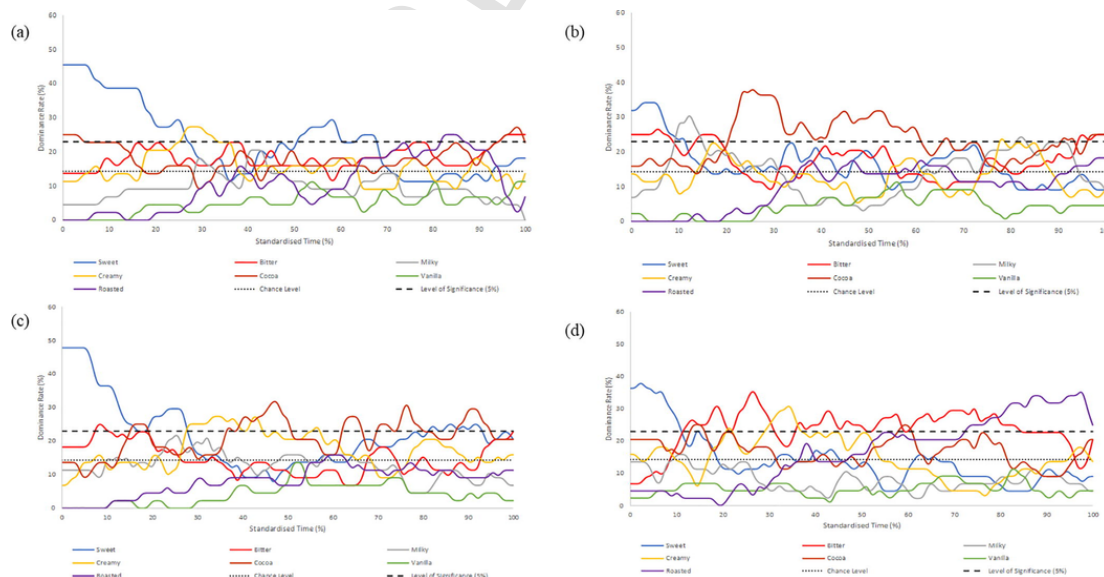 (a)
60
50
40
30
20
10
0
Dominance Rate (%)
0 10 20 30 40 50 60 70 80 90 100
Standardised Time (%)
Sweet Bitter Milky
Creamy Cocoa Vanilla
Roasted Chance Level Level of Significance (5%)
(b)
60
50
40
30
20
10
0
Dominance Rate (%)
0 10 20 30 40 50 60 70 80 90 100
Standardised Time (%)
Sweet Bitter Milky
Creamy Cocoa Vanilla
Roasted Chance Level Level of Significance (5%)
(c)
60
50
40
30
20
10
0
Dominance Rate (%)
0 10 20 30 40 50 60 70 80 90 100
Standardised Time (%)
Sweet Bitter Milky
Creamy Cocoa Vanilla
Roasted Chance Level Level of Significance (5%)
(d)
60
50
40
30
20
10
0
Dominance Rate (%)
0 10 20 30 40 50 60 70 80 90 100
Standardised Time (%)
Sweet Bitter Milky
Creamy Cocoa Vanilla
Roasted Chance Level Level of Significance (5%)